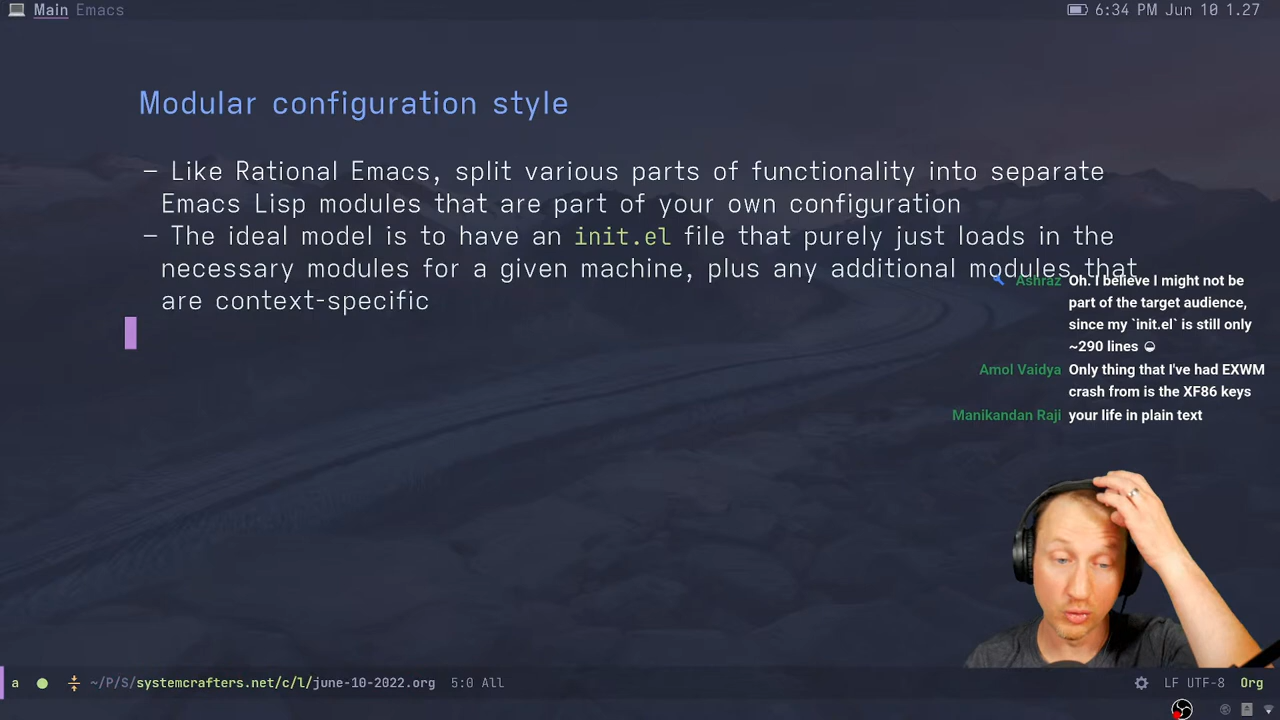 Main Emacs
6:34 PM Jun 10 1.27
Modular configuration style
– Like Rational Emacs, split various parts of functionality into separate
Emacs Lisp modules that are part of your own configuration
– The ideal model is to have an init.el file that purely just loads in the
necessary modules for a given machine, plus any additional modules that
are context-specific
Ashraz Oh. I believe I might not be
part of the target audience,
since my `init.el` is still only
~290 lines
Amol Vaidya Only thing that I've had EXWM
crash from is the XF86 keys
Manikandan Raji your life in plain text
a ~/P/S/systemcrafters.net/c/l/june-10-2022.org 5:0 All
LF UTF-8 Org